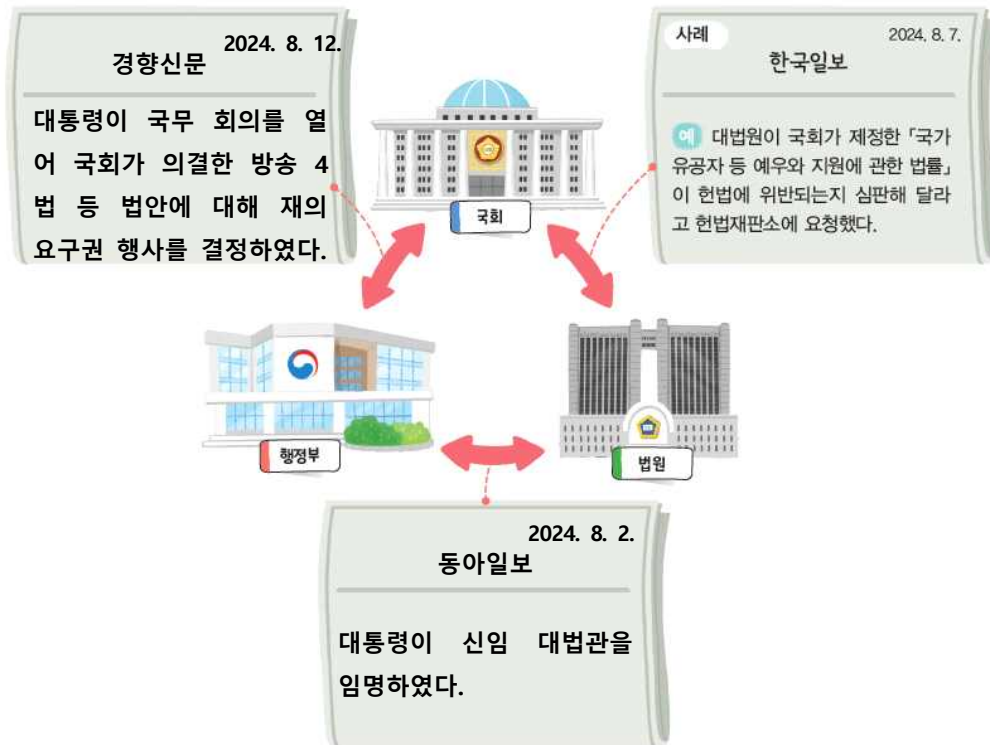 2024. 8. 12.
경향신문
대통령이 국무 회의를 열
어 국회가 의결한 방송 4
법 등 법안에 대해 재의
요구권 행사를 결정하였다.
사례
2024. 8. 7.
한국일보
예 대법원이 국회가 제정한 「국가
유공자 등 예우와 지원에 관한 법률」
이 헌법에 위반되는지 심판해 달라
고 헌법재판소에 요청했다.
국회
행정부
법원
2024. 8. 2.
동아일보
대통령이 신임 대법관을
임명하였다.